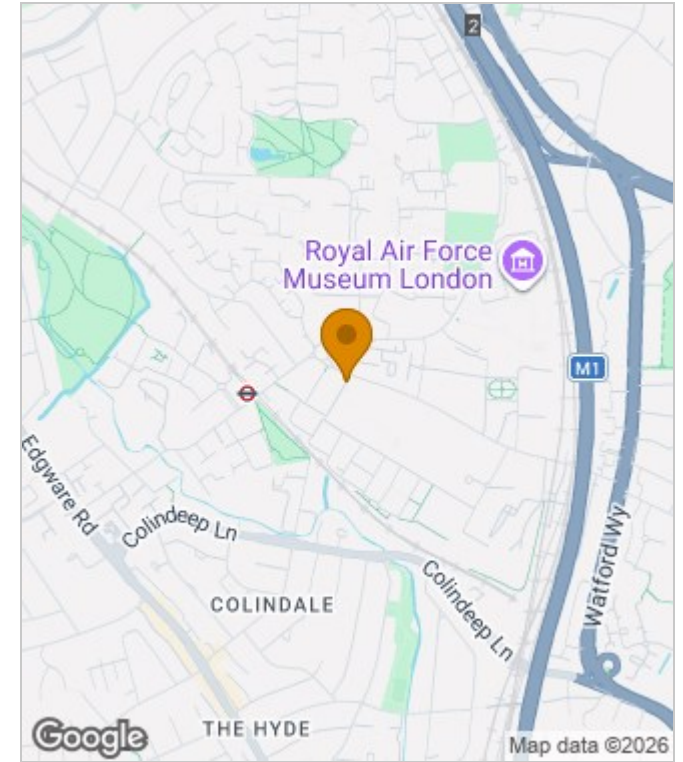 2
Royal Air Force
Museum London
M1
Edgware Rd
Colindeep Ln
Colindeep Ln
Watford Wy
COLINDALE
THE HYDE
Google
Map data ©2026